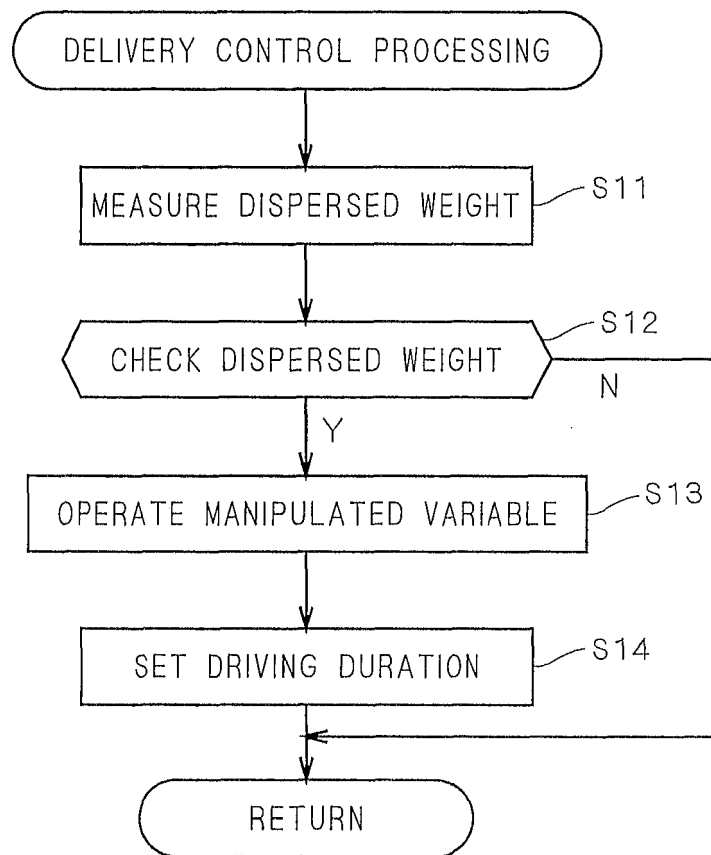 DELIVERY CONTROL PROCESSING
MEASURE DISPERSED WEIGHT
S11
CHECK DISPERSED WEIGHT
S12
N
Y
OPERATE MANIPULATED VARIABLE
S13
SET DRIVING DURATION
S14
RETURN